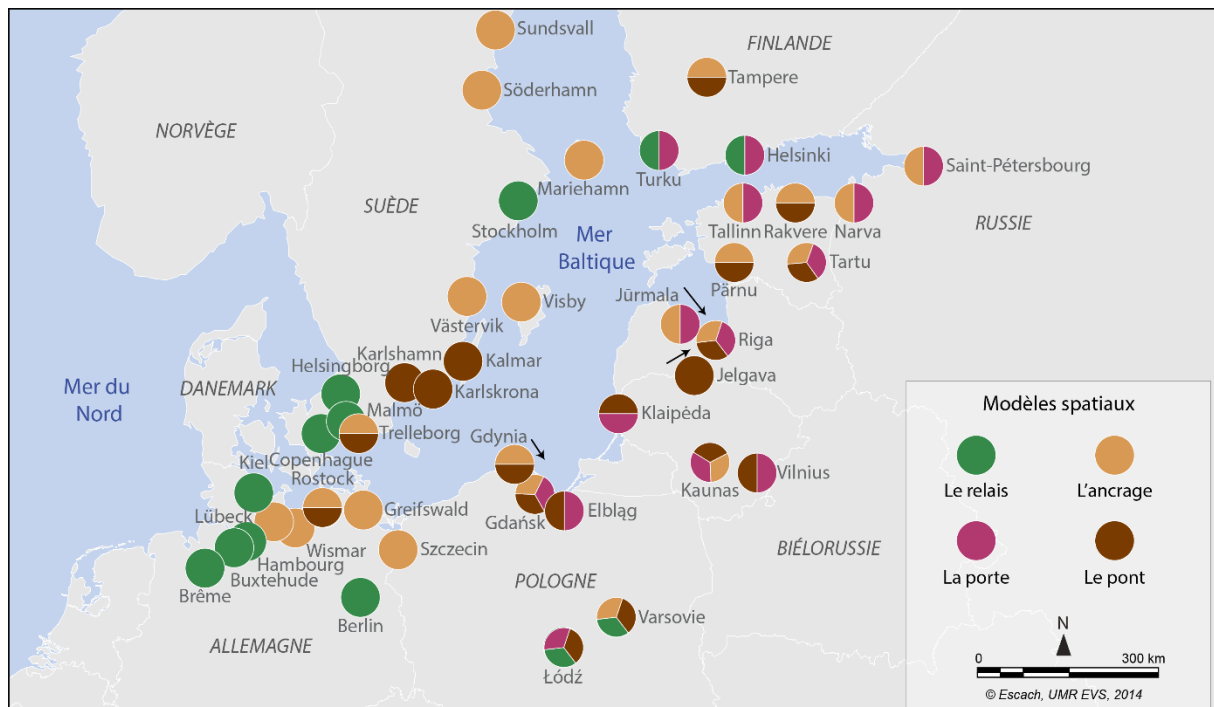 Sundsvall
FINLANDE
Tampere
Söderhamn
NORVÈGE
Helsinki
Saint-Pétersbourg
Turku
Mariehamn
SUÈDE
Stockholm
Tallinn
Rakvere
Narva
RUSSIE
Mer
Baltique
Tartu
Pärnu
Jūrmala
Visby
Västervik
Riga
Karlshamn
Kalmar
Helsingborg
Jelgava
Mer du
Nord
DANEMARK
Karlskrona
Malmö
Klaipėda
Trelleborg
Gdynia
Kiel
Copenhague
Rostock
Vilnius
Kaunas
Lübeck
Greifswald
Gdańsk
Elbląg
Wismar
Szczecin
BIÉLORUSSIE
Hambourg
Buxtehude
Brême
POLOGNE
Berlin
Varsovie
ALLEMAGNE
Łódź
Modèles spatiaux
Le relais
L'ancrage
La porte
Le pont
N
0 300 km
© Escach, UMR EVS, 2014